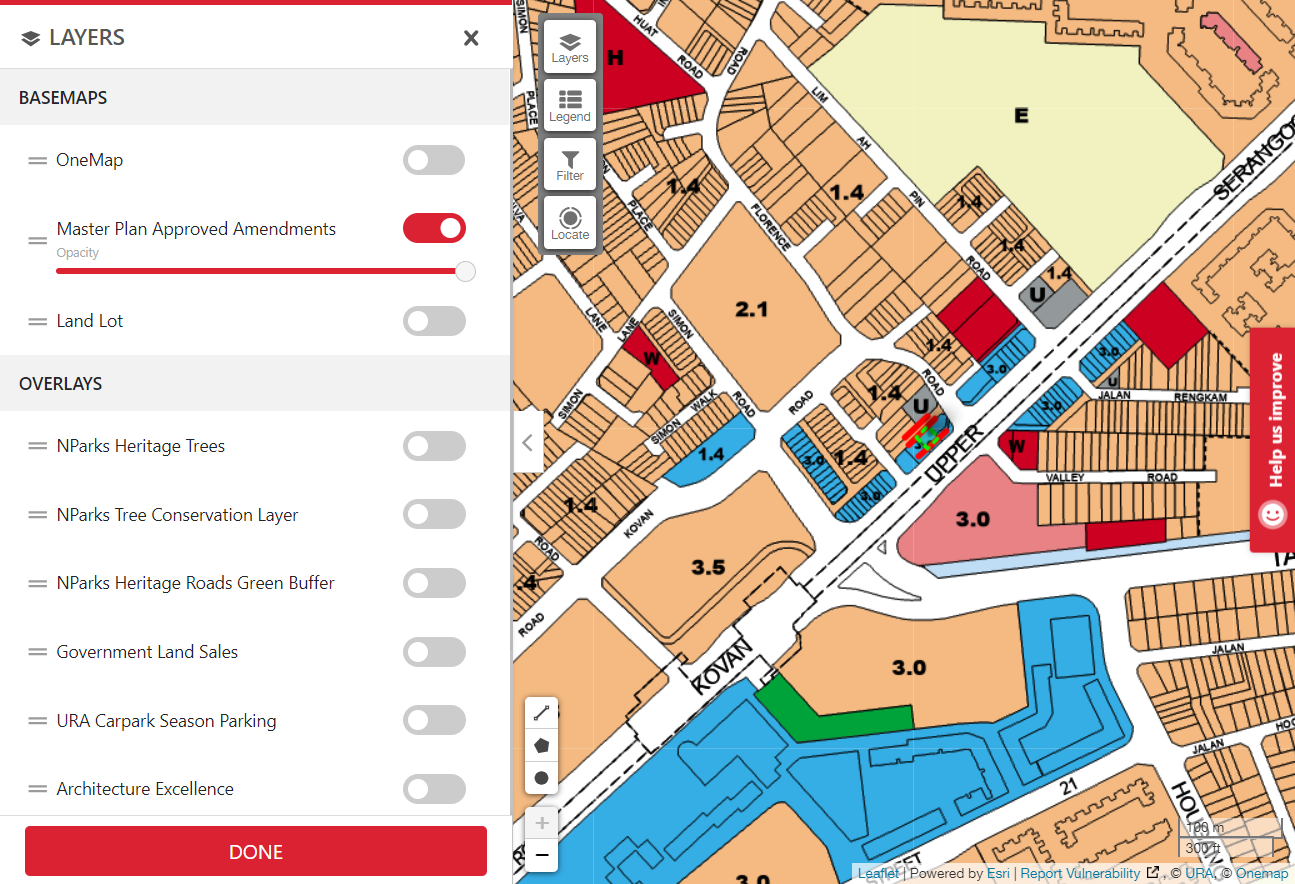 LAYERS
BASEMAPS
OneMap
Master Plan Approved Amendments
Opacity
Land Lot
OVERLAYS
NParks Heritage Trees
NParks Tree Conservation Layer
NParks Heritage Roads Green Buffer
Government Land Sales
URA Carpark Season Parking
Architecture Excellence
DONE
Layers
Legend
Filter
Locate
SIMON
PLACE
HUAT
ROAD
H
ROAD
LIM
AH
PIN
ROAD
E
SERANGOO
1.4
1.4
1.4
1.4
1.4
PLACE
FLORENCE
U
2.1
LANE
LANE
SIMON
W
1.4
3.0
3.0
U
JALAN
RENGKAM
SIMON
WALK
ROAD
ROAD
1.4
ROAD
U
3.0
SIMON
1.4
3.0
1.4
3.0
UPPER
W
VALLEY
ROAD
1.4
KOVAN
3.0
ROAD
3.5
TA
ROAD
KOVAN
3.0
JALAN
JALAN
21
HOU
STREET
3.0
100 m
300 ft
Help us improve
Leaflet | Powered by Esri | Report Vulnerability , © URA, © Onemap